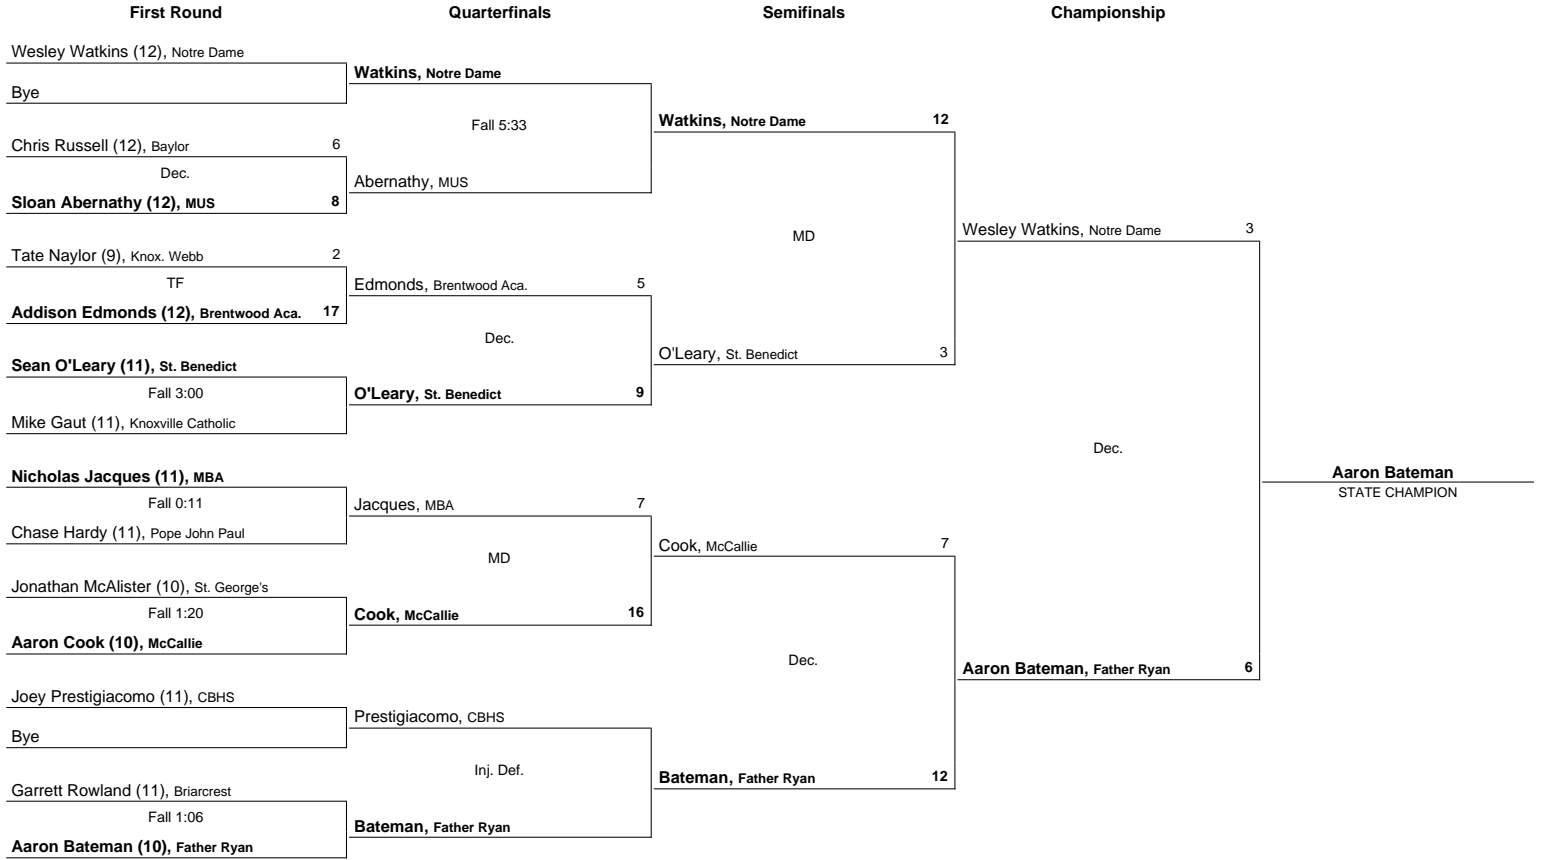 First Round Quarterfinals Semifinals Championship
Wesley Watkins (12), Notre Dame
Bye
Chris Russell (12), Baylor 6
Dec.
Sloan Abernathy (12), MUS 8
Tate Naylor (9), Knox. Webb 2
TF
Addison Edmonds (12), Brentwood Aca. 17
Sean O'Leary (11), St. Benedict
Fall 3:00
Mike Gaut (11), Knoxville Catholic
Nicholas Jacques (11), MBA
Fall 0:11
Chase Hardy (11), Pope John Paul
Jonathan McAlister (10), St. George's
Fall 1:20
Aaron Cook (10), McCallie
Joey Prestigiacomo (11), CBHS
Bye
Garrett Rowland (11), Briarcrest
Fall 1:06
Aaron Bateman (10), Father Ryan
Watkins, Notre Dame
Fall 5:33
Abernathy, MUS
Edmonds, Brentwood Aca. 5
Dec.
O'Leary, St. Benedict 9
Jacques, MBA 7
MD
Cook, McCallie 16
Prestigiacomo, CBHS
Inj. Def.
Bateman, Father Ryan
Watkins, Notre Dame 12
MD
O'Leary, St. Benedict 3
Cook, McCallie 7
Dec.
Bateman, Father Ryan 12
Wesley Watkins, Notre Dame 3
Dec.
Aaron Bateman, Father Ryan 6
Aaron Bateman
STATE CHAMPION